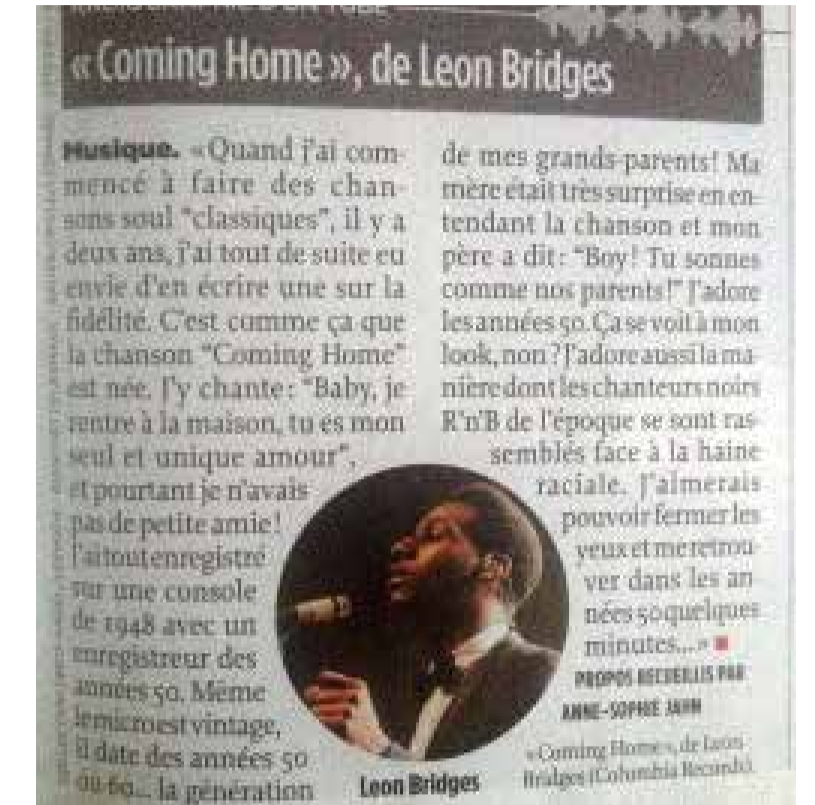 « Coming Home », de Leon Bridges
Musique. «Quand j'ai com-
mencé à faire des chan-
sons soul "classiques", il y a
deux ans, j'ai tout de suite eu
envie d'en écrire une sur la
fidélité. C'est comme ça que
la chanson "Coming Home"
est née. J'y chante: "Baby, je
rentre à la maison, tu es mon
seul et unique amour",
et pourtant je n'avais
pas de petite amie!
J'ai tout enregistré
sur une console
de 1948 avec un
enregistreur des
années 50. Même
le micro est vintage,
il date des années 50
ou 60... la génération
de mes grands-parents! Ma
mère était très surprise en en-
tendant la chanson et mon
père a dit: "Boy! Tu sonnes
comme nos parents!" J'adore
les années 50. Ça se voit à mon
look, non? J'adore aussi la ma-
nière dont les chanteurs noirs
R'n'B de l'époque se sont ras-
semblés face à la haine
raciale. J'aimerais
pouvoir fermer les
yeux et me retrou-
ver dans les an-
nées 50 quelques
minutes...» 
PROPOS RECUEILLIS PAR
ANNE-SOPHIE JAHN
«Coming Home», de Leon
Bridges (Columbia Records).
Leon Bridges